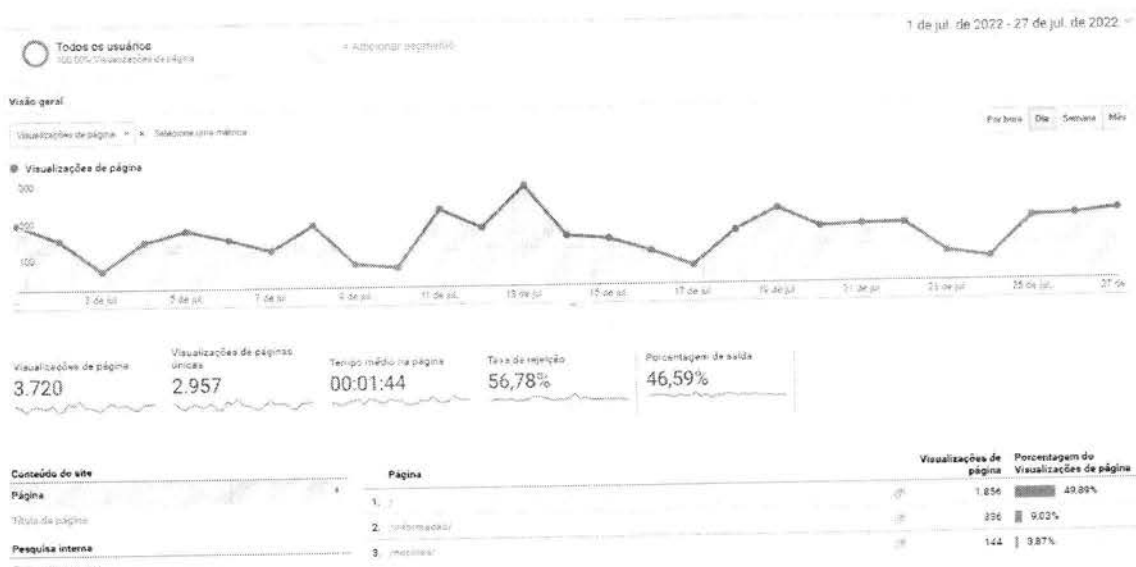 1 de jul. de 2022 - 27 de jul. de 2022
Todos os usuários
100,00% Visualizações de página
+ Adicionar segmento
Visão geral
Visualizações de página
Selecione uma métrica
Por hora Dia Semana Mês
Visualizações de página
300
200
100
3 de jul. 5 de jul. 7 de jul. 9 de jul. 11 de jul. 13 de jul. 15 de jul. 17 de jul. 19 de jul. 21 de jul. 23 de jul. 25 de jul. 27 de
Visualizações de página
3.720
Visualizações de páginas
únicas
2.957
Tempo médio na página
00:01:44
Taxa de rejeição
56,78%
Porcentagem de saída
46,59%
Conteúdo do site
Página
Título da página
Pesquisa interna
Página
Visualizações de
página
Porcentagem do
Visualizações de página
1. / 1.856 49,89%
2. 336 9,03%
3. /noticias/ 144 3,87%